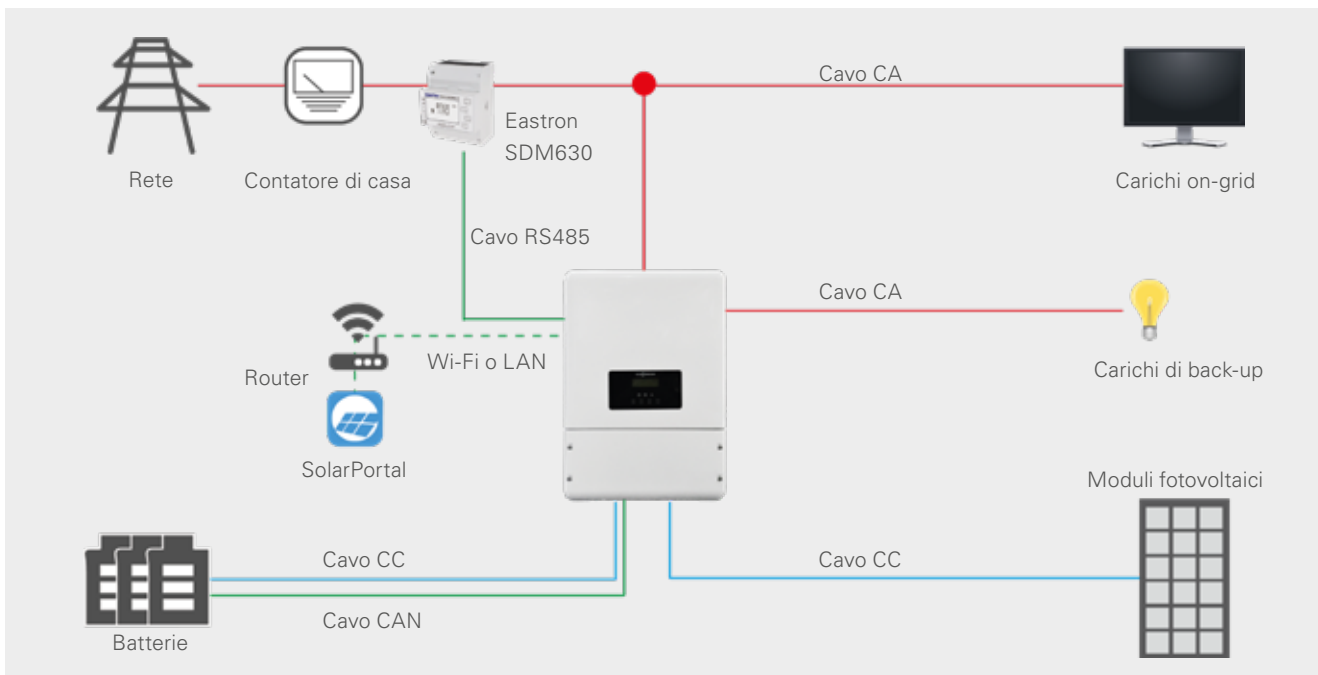 Cavo CA
Eastron
SDM630
Rete
Contatore di casa
Carichi on-grid
Cavo RS485
Cavo CA
Wi-Fi o LAN
Router
Carichi di back-up
SolarPortal
Moduli fotovoltaici
Cavo CC
Cavo CC
Cavo CAN
Batterie